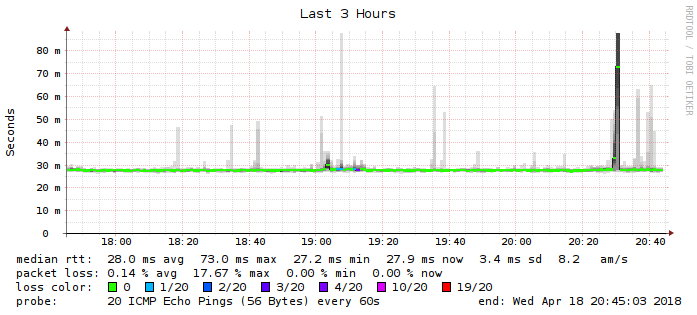 Last 3 Hours
RRDTOOL / TOBI OETIKER
Seconds
80 m
70 m
60 m
50 m
40 m
30 m
20 m
10 m
0
18:00 18:20 18:40 19:00 19:20 19:40 20:00 20:20 20:40
median rtt: 28.0 ms avg 73.0 ms max 27.2 ms min 27.9 ms now 3.4 ms sd 8.2 am/s
packet loss: 0.14 % avg 17.67 % max 0.00 % min 0.00 % now
loss color: 0 1/20 2/20 3/20 4/20 10/20 19/20
probe: 20 ICMP Echo Pings (56 Bytes) every 60s end: Wed Apr 18 20:45:03 2018